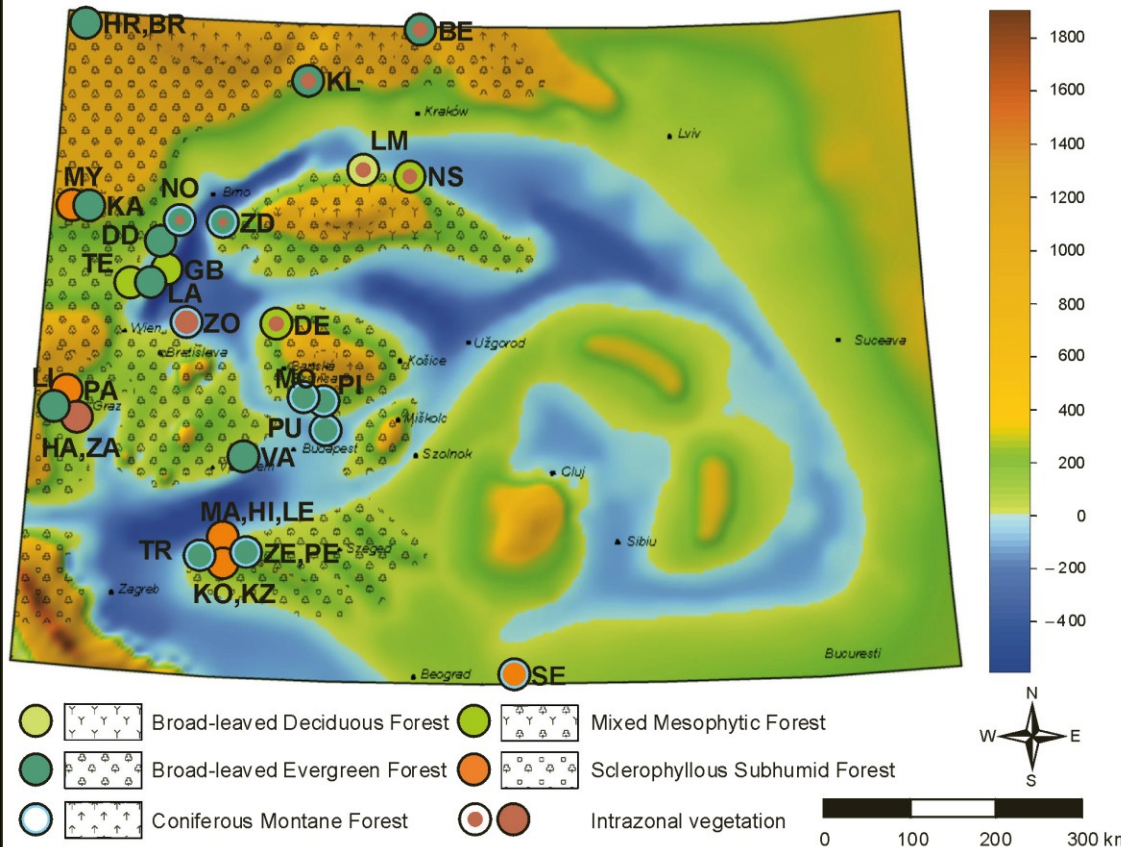 HR,BR
BE
1800
KL
1600
Kraków
Lviv
LM
1400
NS
MY
NO
Brno
KA
ZD
1200
DD
TE
GB
1000
LA
Wien
ZO
DE
800
Užgorod
Suceava
Bratislava
Košice
600
Banská
LI
PA
MO
PI
Graz
400
Miškolc
HA,ZA
PU
Budapest
200
VA
Szolnok
Cluj
0
MA,HI,LE
TR
ZE,PE
Szeged
Sibiu
−200
KO,KZ
Zagreb
−400
Bucuresti
Beograd
SE
N
Broad-leaved Deciduous Forest
Mixed Mesophytic Forest
W
E
Broad-leaved Evergreen Forest
Sclerophyllous Subhumid Forest
S
Coniferous Montane Forest
Intrazonal vegetation
0 100 200 300 km